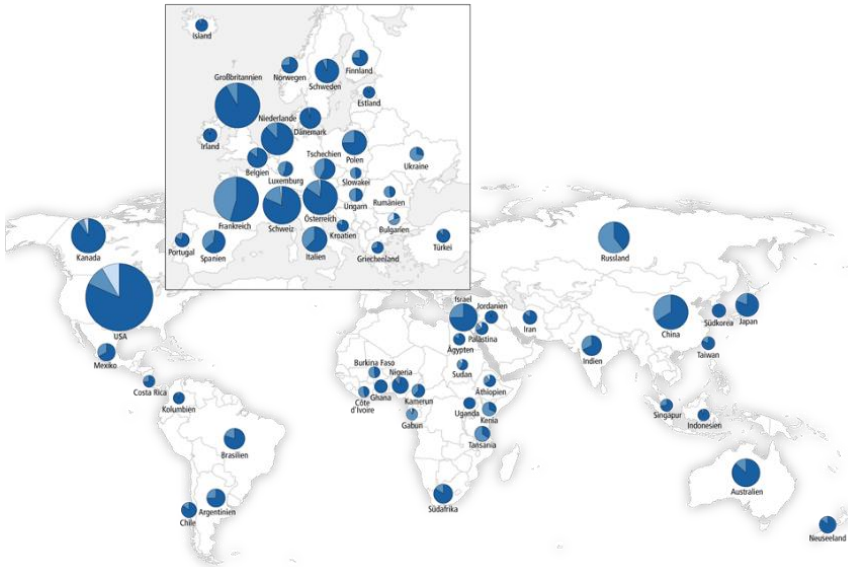 Island
Norwegen
Finnland
Großbritannien
Schweden
Estland
Niederlande
Dänemark
Irland
Tschechien
Polen
Ukraine
Belgien
Luxemburg
Slowakei
Rumänien
Ungarn
Frankreich
Schweiz
Österreich
Bulgarien
Kroatien
Portugal
Spanien
Italien
Griechenland
Türkei
Kanada
Russland
USA
Israel
Jordanien
Iran
China
Südkorea
Japan
Palästina
Ägypten
Indien
Taiwan
Mexiko
Burkina Faso
Nigeria
Sudan
Costa Rica
Äthiopien
Kolumbien
Côte
d'Ivoire
Ghana
Kamerun
Uganda
Kenia
Singapur
Indonesien
Gabun
Tansania
Brasilien
Australien
Chile
Argentinien
Südafrika
Neuseeland